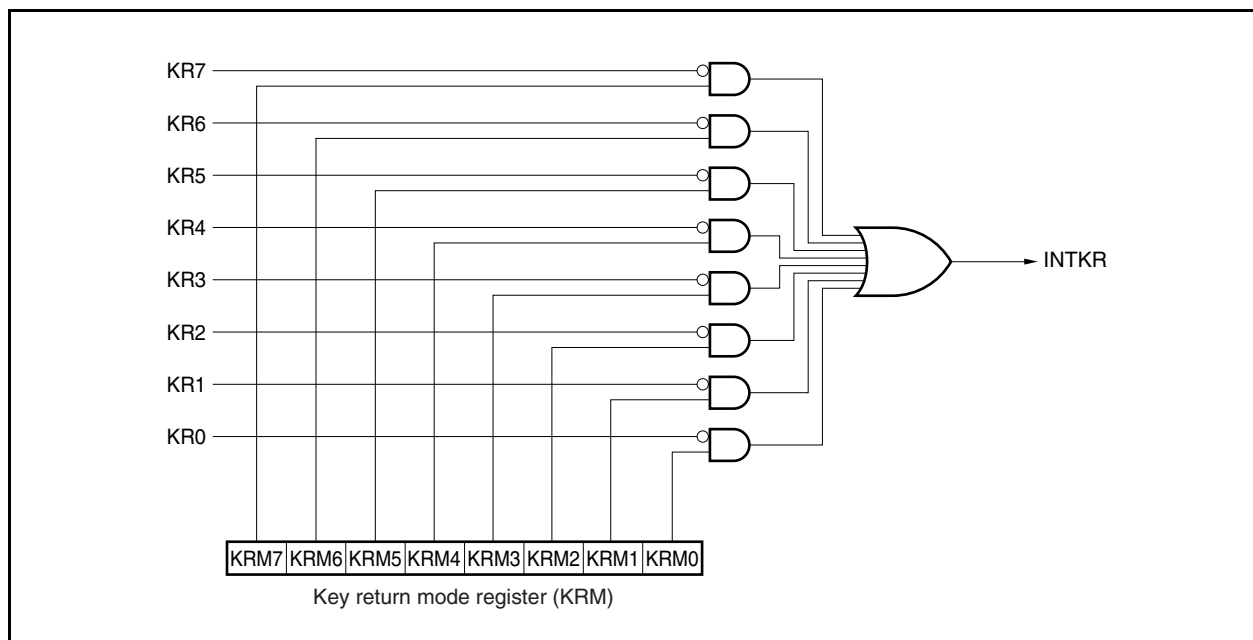 KR7
KR6
KR5
KR4
KR3
KR2
KR1
KR0
INTKR
KRM7 KRM6 KRM5 KRM4 KRM3 KRM2 KRM1 KRM0
Key return mode register (KRM)